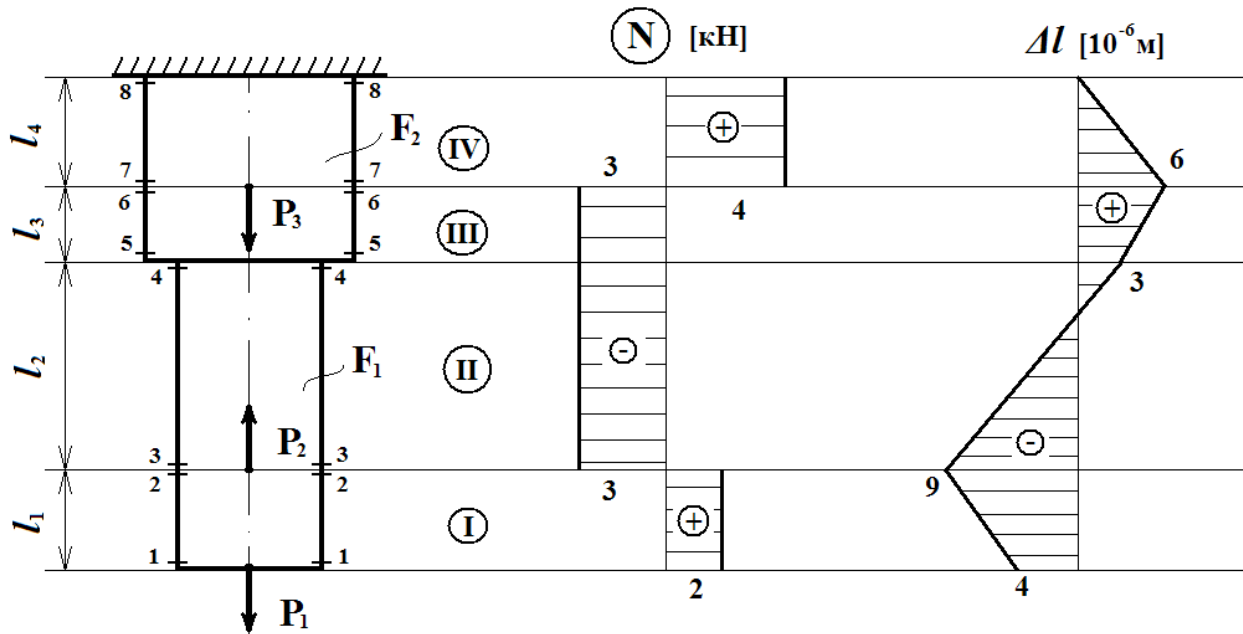 N [кН]
Δl [10⁻⁶м]
8 8
l₄
F₂
IV
+
7 7
3
6
6 6
4
P₃
l₃
III
+
5 5
4 4
3
l₂
F₁
II
-
P₂
-
3 3
2 2
3
9
l₁
I
+
1 1
2
4
P₁